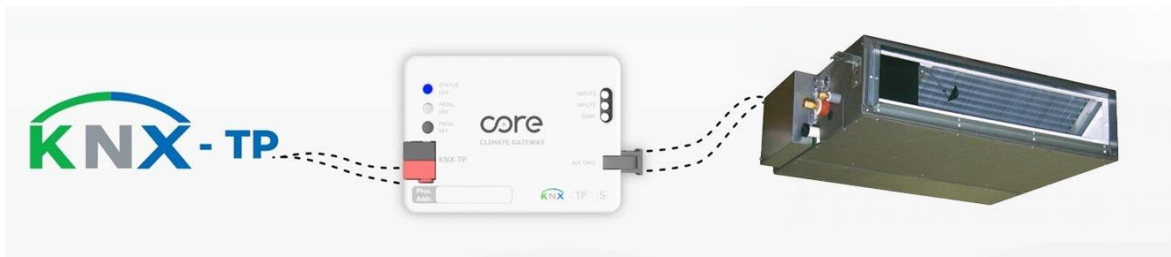 KNX - TP
STATUS
LED
PROG.
LED
PROG.
KEY
INPUT1
INPUT2
COM.
core
CLIMATE GATEWAY
KNX-TP
A/C UNIT
Phys.
Addr.
KNX TP S